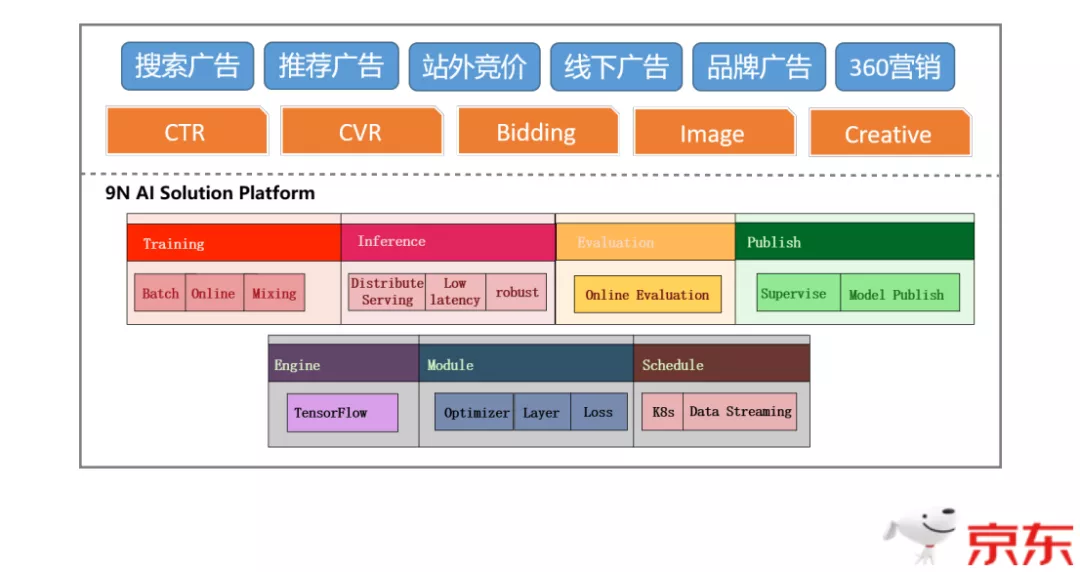 搜索广告 推荐广告 站外竞价 线下广告 品牌广告 360营销
CTR CVR Bidding Image Creative
9N AI Solution Platform
Training Inference Evaluation Publish
Batch Online Mixing Distribute Serving Low latency robust Online Evaluation Supervise Model Publish
Engine Module Schedule
TensorFlow Optimizer Layer Loss K8s Data Streaming
京东